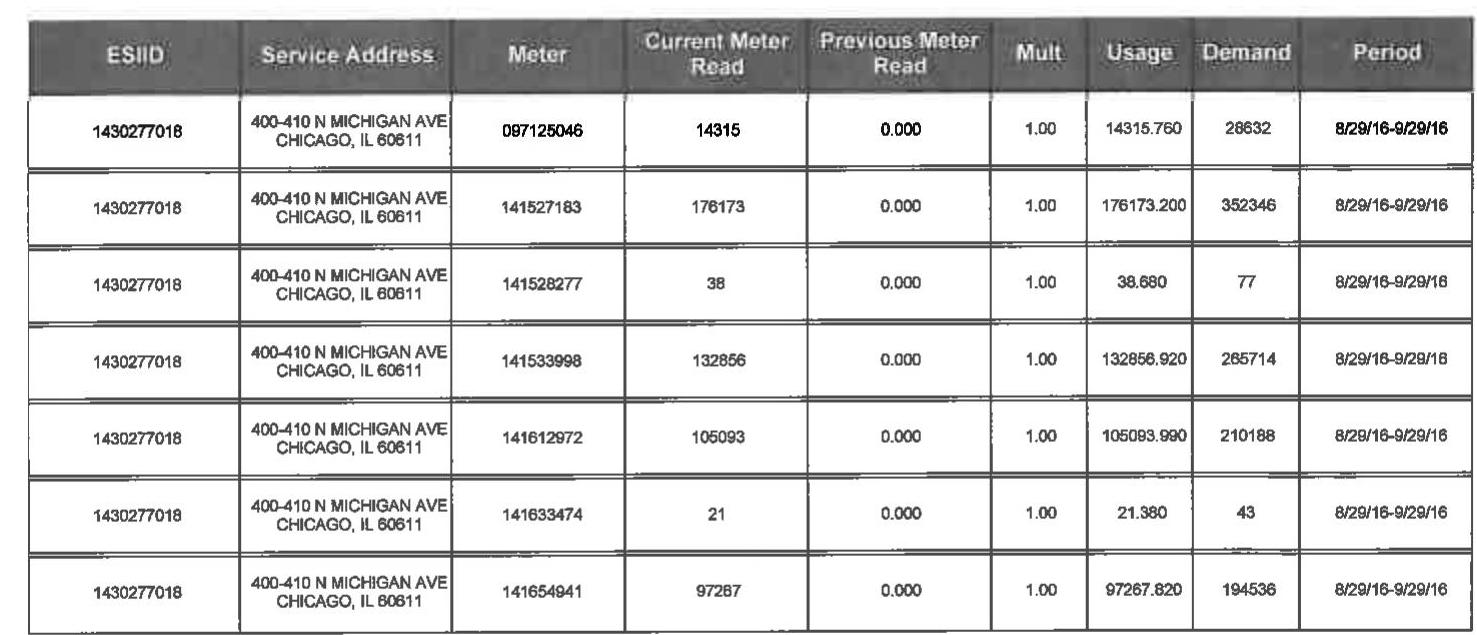 ESIID Service Address Meter Current Meter Read Previous Meter Read Mult Usage Demand Period
1430277018 400-410 N MICHIGAN AVE CHICAGO, IL 60611 097125046 14315 0.000 1.00 14315.760 28632 8/29/16-9/29/16
1430277018 400-410 N MICHIGAN AVE CHICAGO, IL 60611 141527183 176173 0.000 1.00 176173.200 352346 8/29/16-9/29/16
1430277018 400-410 N MICHIGAN AVE CHICAGO, IL 60611 141528277 38 0.000 1.00 38.680 77 8/29/16-9/29/16
1430277018 400-410 N MICHIGAN AVE CHICAGO, IL 60611 141533998 132856 0.000 1.00 132856.920 265714 8/29/16-9/29/16
1430277018 400-410 N MICHIGAN AVE CHICAGO, IL 60611 141612972 105093 0.000 1.00 105093.990 210188 8/29/16-9/29/16
1430277018 400-410 N MICHIGAN AVE CHICAGO, IL 60611 141633474 21 0.000 1.00 21.380 43 8/29/16-9/29/16
1430277018 400-410 N MICHIGAN AVE CHICAGO, IL 60611 141654941 97267 0.000 1.00 97267.820 194536 8/29/16-9/29/16